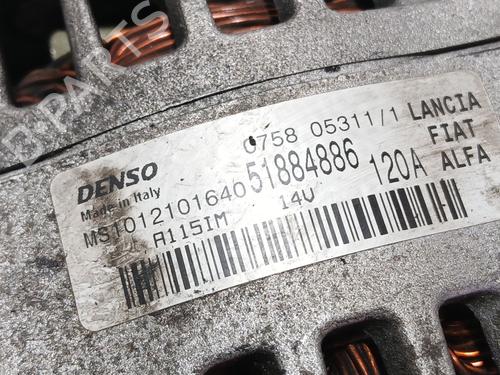 DENSO
Made in Italy
0758 05311/1
LANCIA
FIAT
ALFA
MS1012101640
51884886
120A
A115IM
14V
B-PARTS